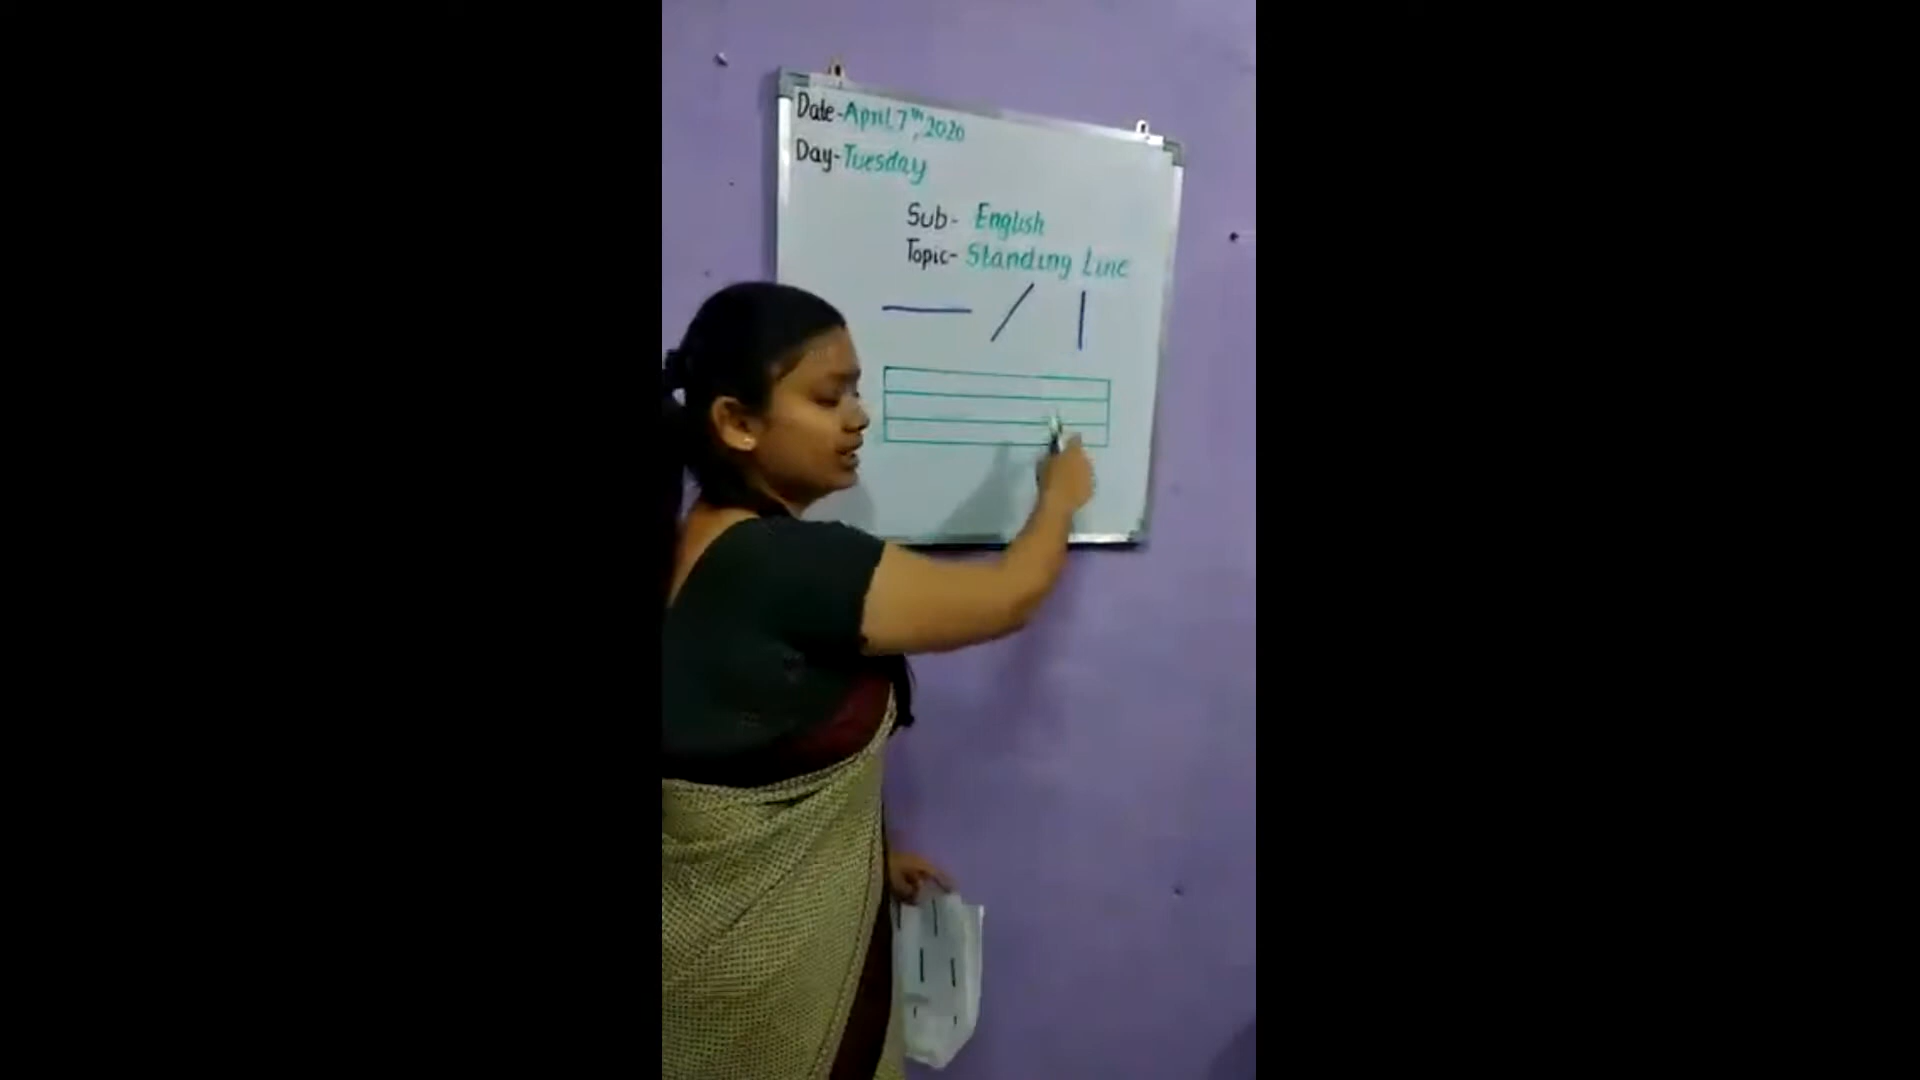 Date-April 7th, 2020
Day-Tuesday
Sub- English
Topic- Standing Line